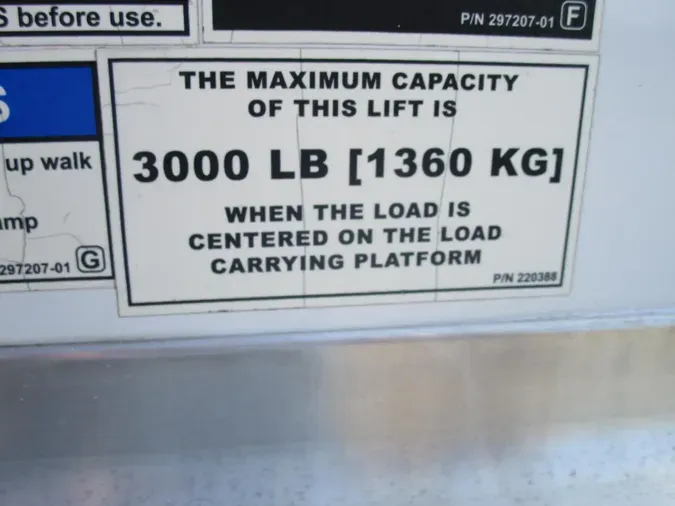 S before use.
P/N 297207-01 F
S
up walk
297207-01 G
THE MAXIMUM CAPACITY
OF THIS LIFT IS
3000 LB [1360 KG]
WHEN THE LOAD IS
CENTERED ON THE LOAD
CARRYING PLATFORM
P/N 220388